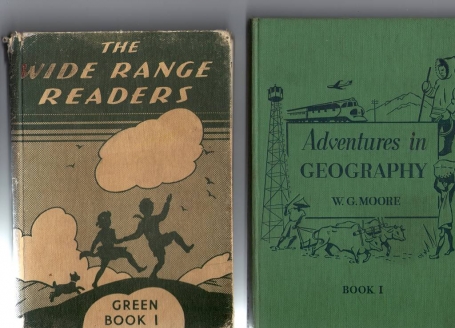 THE
WIDE RANGE
READERS
GREEN
BOOK I
Adventures in
GEOGRAPHY
W. G. MOORE
BOOK I